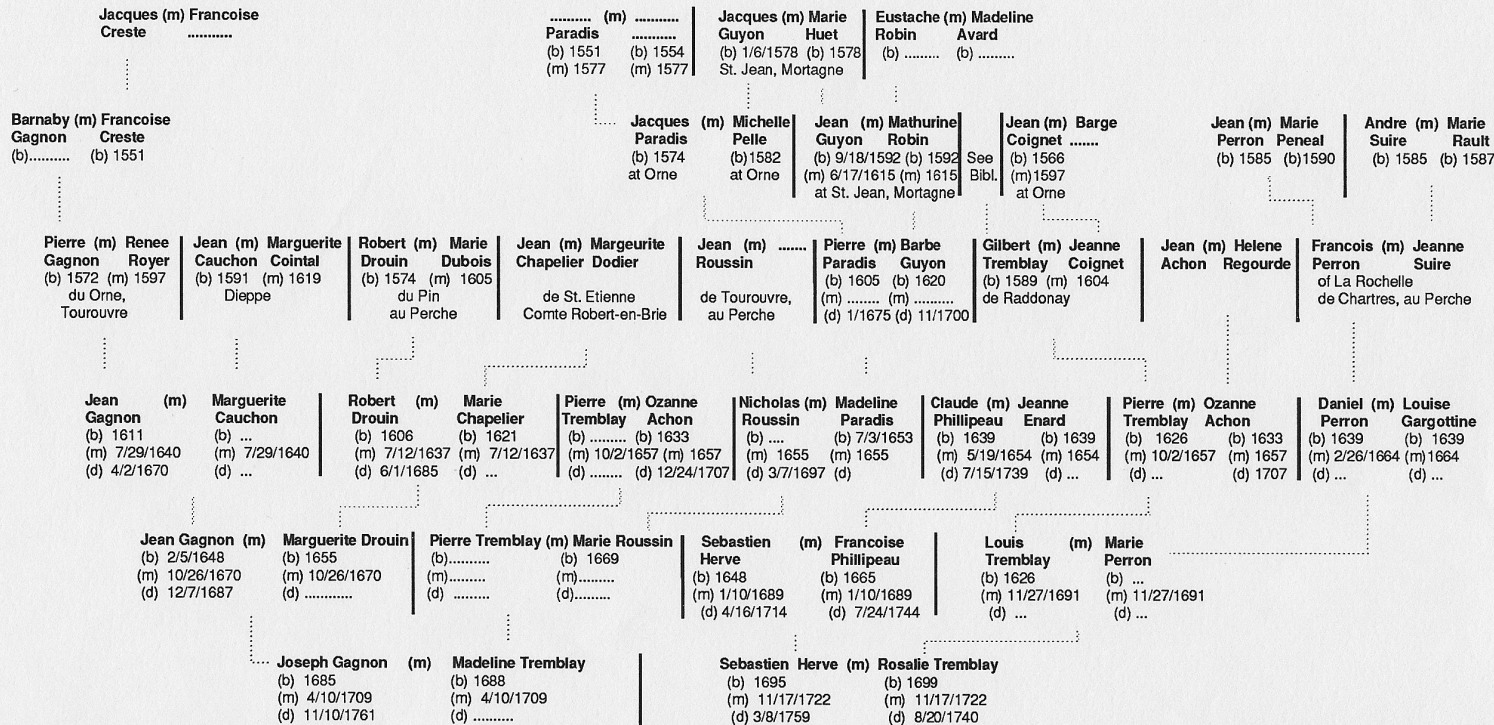 Jacques (m) Francoise
Creste ...........
.......... (m) ...........
Paradis ...........
(b) 1551 (b) 1554
(m) 1577 (m) 1577
Jacques (m) Marie
Guyon Huet
(b) 1/6/1578 (b) 1578
St. Jean, Mortagne
Eustache (m) Madeline
Robin Avard
(b) ......... (b) .........
Barnaby (m) Francoise
Gagnon Creste
(b).......... (b) 1551
Jacques (m) Michelle
Paradis Pelle
(b) 1574 (b)1582
at Orne at Orne
Jean (m) Mathurine
Guyon Robin
(b) 9/18/1592 (b) 1592
(m) 6/17/1615 (m) 1615
at St. Jean, Mortagne
See
Bibl.
Jean (m) Barge
Coignet .......
(b) 1566
(m)1597
at Orne
Jean (m) Marie
Perron Peneal
(b) 1585 (b)1590
Andre (m) Marie
Suire Rault
(b) 1585 (b) 1587
Pierre (m) Renee
Gagnon Royer
(b) 1572 (m) 1597
du Orne,
Tourouvre
Jean (m) Marguerite
Cauchon Cointal
(b) 1591 (m) 1619
Dieppe
Robert (m) Marie
Drouin Dubois
(b) 1574 (m) 1605
du Pin
au Perche
Jean (m) Margeurite
Chapelier Dodier
de St. Etienne
Comte Robert-en-Brie
Jean (m) .......
Roussin
de Tourouvre,
au Perche
Pierre (m) Barbe
Paradis Guyon
(b) 1605 (b) 1620
(m) ........ (m) ..........
(d) 1/1675 (d) 11/1700
Gilbert (m) Jeanne
Tremblay Coignet
(b) 1589 (m) 1604
de Raddonay
Jean (m) Helene
Achon Regourde
Francois (m) Jeanne
Perron Suire
of La Rochelle
de Chartres, au Perche
Jean (m) Marguerite
Gagnon Cauchon
(b) 1611 (b) ...
(m) 7/29/1640 (m) 7/29/1640
(d) 4/2/1670 (d) ...
Robert (m) Marie
Drouin Chapelier
(b) 1606 (b) 1621
(m) 7/12/1637 (m) 7/12/1637
(d) 6/1/1685 (d) ...
Pierre (m) Ozanne
Tremblay Achon
(b) ......... (b) 1633
(m) 10/2/1657 (m) 1657
(d) ........ (d) 12/24/1707
Nicholas (m) Madeline
Roussin Paradis
(b) .... (b) 7/3/1653
(m) 1655 (m) 1655
(d) 3/7/1697 (d)
Claude (m) Jeanne
Phillipeau Enard
(b) 1639 (b) 1639
(m) 5/19/1654 (m) 1654
(d) 7/15/1739 (d) ...
Pierre (m) Ozanne
Tremblay Achon
(b) 1626 (b) 1633
(m) 10/2/1657 (m) 1657
(d) ... (d) 1707
Daniel (m) Louise
Perron Gargottine
(b) 1639 (b) 1639
(m) 2/26/1664 (m)1664
(d) ... (d) ...
Jean Gagnon (m) Marguerite Drouin
(b) 2/5/1648 (b) 1655
(m) 10/26/1670 (m) 10/26/1670
(d) 12/7/1687 (d) ............
Pierre Tremblay (m) Marie Roussin
(b).......... (b) 1669
(m)......... (m).........
(d) ......... (d).........
Sebastien (m) Francoise
Herve Phillipeau
(b) 1648 (b) 1665
(m) 1/10/1689 (m) 1/10/1689
(d) 4/16/1714 (d) 7/24/1744
Louis (m) Marie
Tremblay Perron
(b) 1626 (b) ...
(m) 11/27/1691 (m) 11/27/1691
(d) ... (d) ...
Joseph Gagnon (m) Madeline Tremblay
(b) 1685 (b) 1688
(m) 4/10/1709 (m) 4/10/1709
(d) 11/10/1761 (d) ..........
Sebastien Herve (m) Rosalie Tremblay
(b) 1695 (b) 1699
(m) 11/17/1722 (m) 11/17/1722
(d) 3/8/1759 (d) 8/20/1740